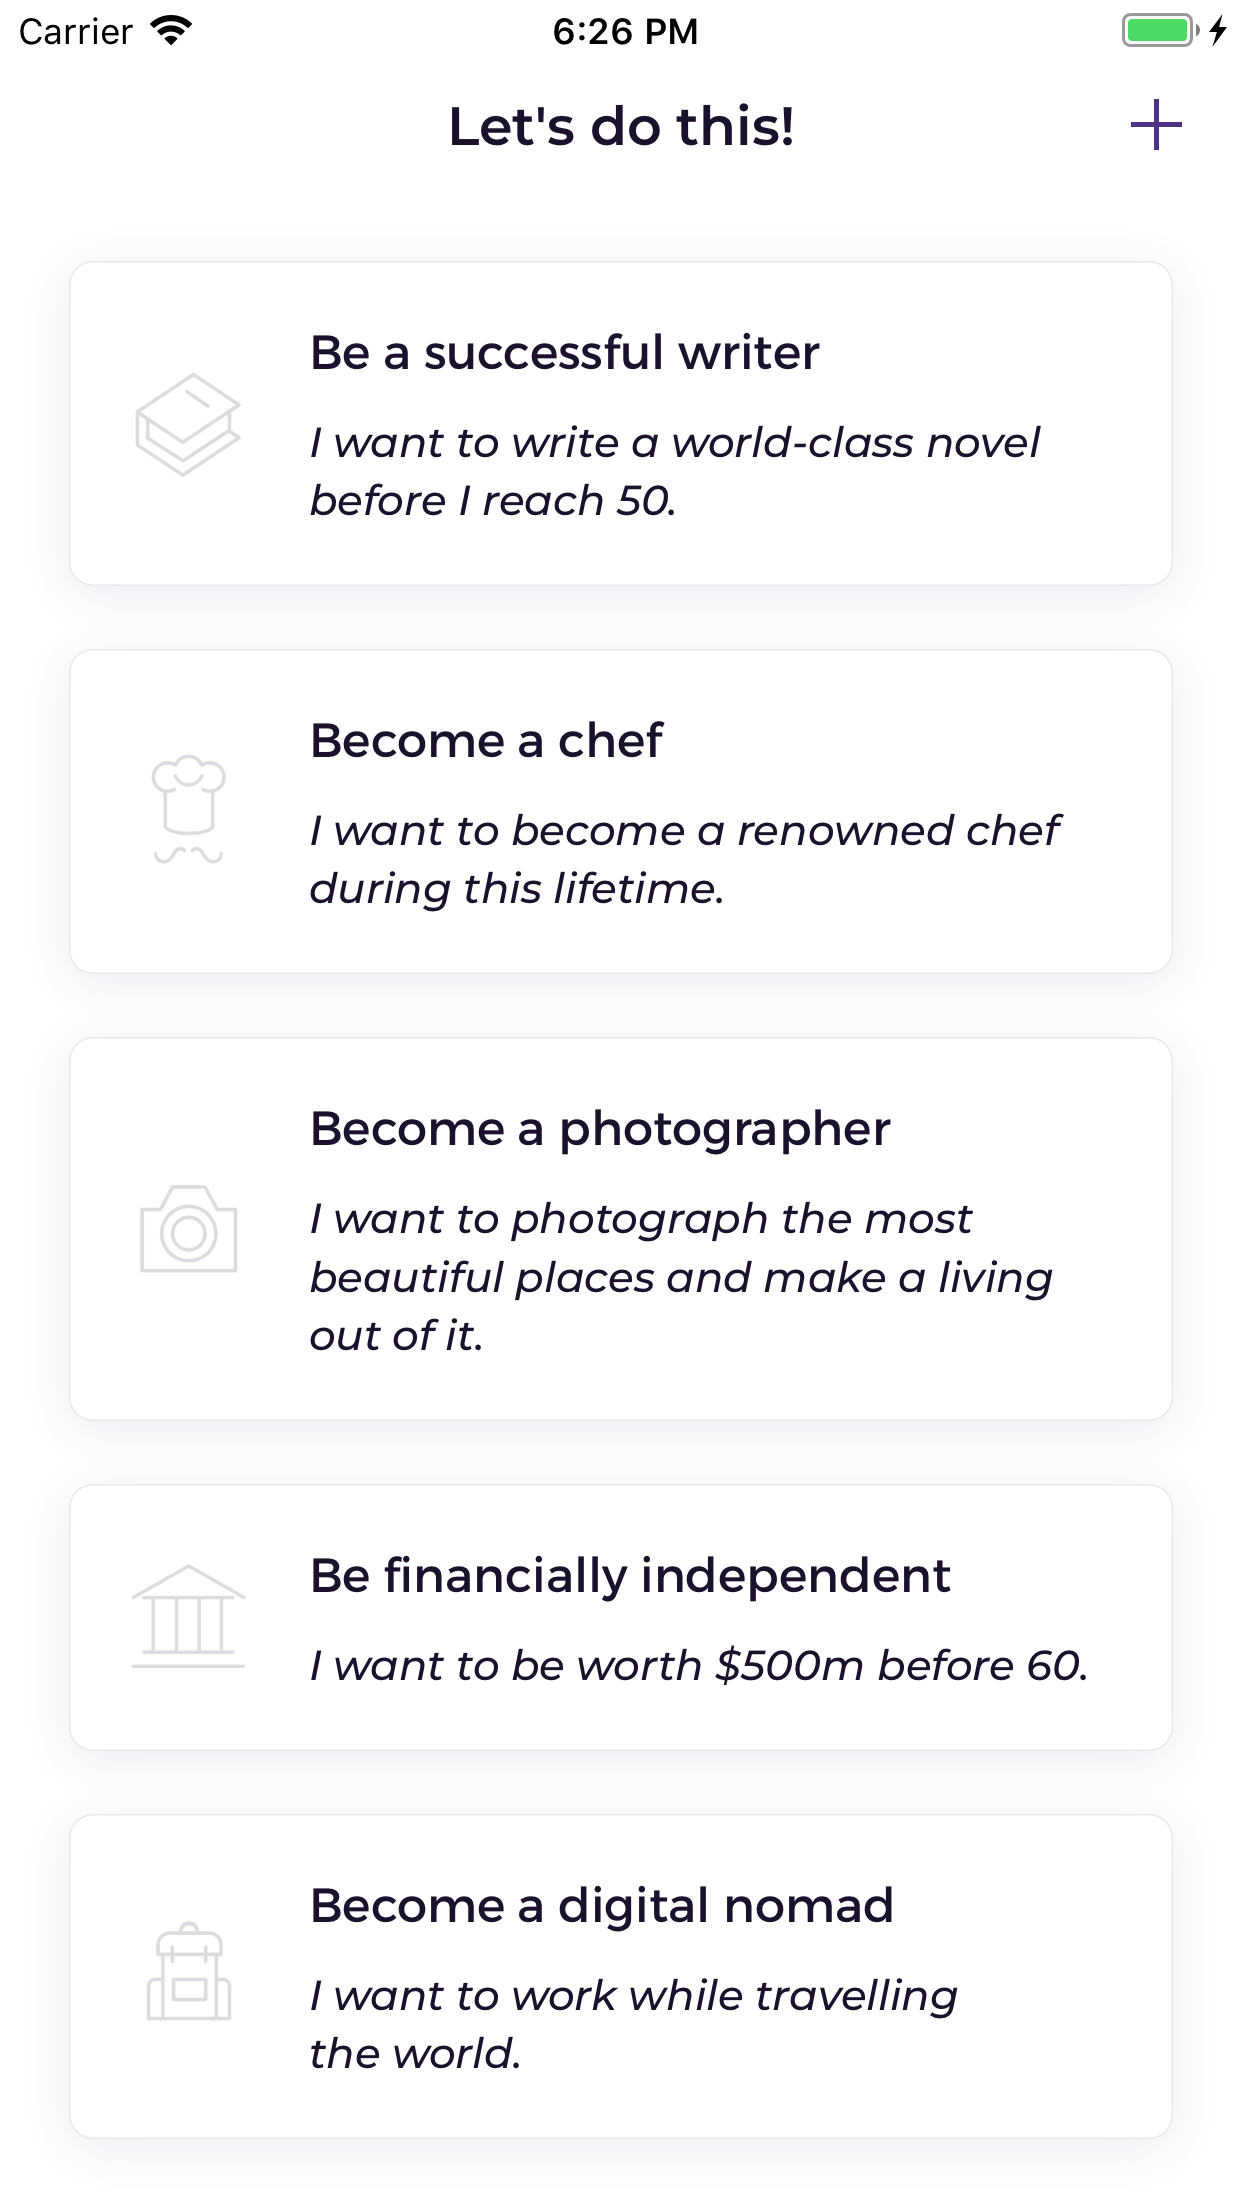 Carrier 6:26 PM
Let's do this!
Be a successful writer
I want to write a world-class novel
before I reach 50.
Become a chef
I want to become a renowned chef
during this lifetime.
Become a photographer
I want to photograph the most
beautiful places and make a living
out of it.
Be financially independent
I want to be worth $500m before 60.
Become a digital nomad
I want to work while travelling
the world.